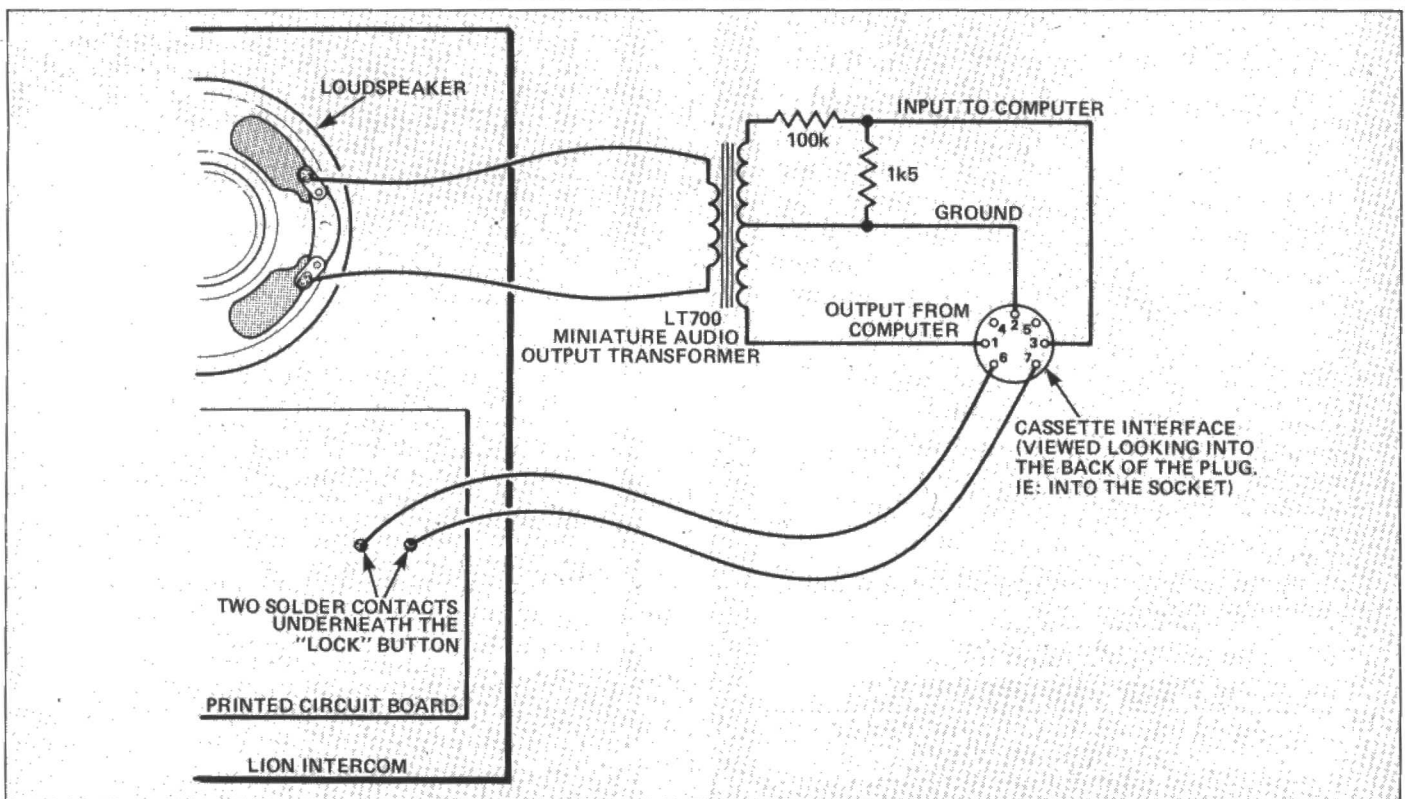 LOUDSPEAKER
INPUT TO COMPUTER
100k
1k5
GROUND
LT700
MINIATURE AUDIO
OUTPUT TRANSFORMER
OUTPUT FROM
COMPUTER
4 2 5
1 3
6 7
CASSETTE INTERFACE
(VIEWED LOOKING INTO
THE BACK OF THE PLUG.
IE: INTO THE SOCKET)
TWO SOLDER CONTACTS
UNDERNEATH THE
"LOCK" BUTTON
PRINTED CIRCUIT BOARD
LION INTERCOM